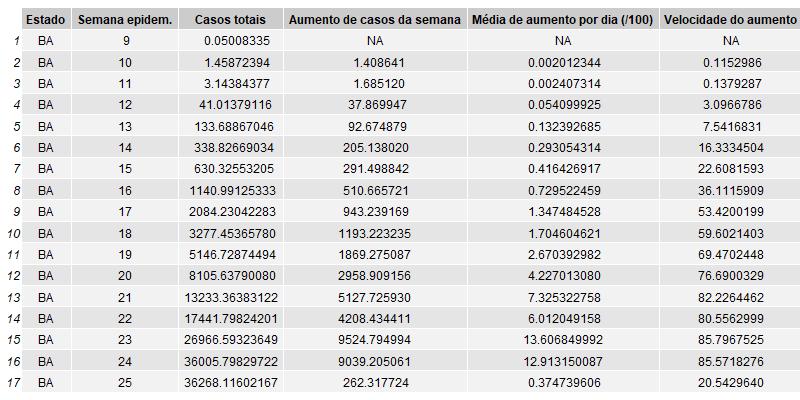 Estado Semana epidem. Casos totais Aumento de casos da semana Média de aumento por dia (/100) Velocidade do aumento
1 BA 9 0.05008335 NA NA NA
2 BA 10 1.45872394 1.408641 0.002012344 0.1152986
3 BA 11 3.14384377 1.685120 0.002407314 0.1379287
4 BA 12 41.01379116 37.869947 0.054099925 3.0966786
5 BA 13 133.68867046 92.674879 0.132392685 7.5416831
6 BA 14 338.82669034 205.138020 0.293054314 16.3334504
7 BA 15 630.32553205 291.498842 0.416426917 22.6081593
8 BA 16 1140.99125333 510.665721 0.729522459 36.1115909
9 BA 17 2084.23042283 943.239169 1.347484528 53.4200199
10 BA 18 3277.45365780 1193.223235 1.704604621 59.6021403
11 BA 19 5146.72874494 1869.275087 2.670392982 69.4702448
12 BA 20 8105.63790080 2958.909156 4.227013080 76.6900329
13 BA 21 13233.36383122 5127.725930 7.325322758 82.2264462
14 BA 22 17441.79824201 4208.434411 6.012049158 80.5562999
15 BA 23 26966.59323649 9524.794994 13.606849992 85.7967525
16 BA 24 36005.79829722 9039.205061 12.913150087 85.5718276
17 BA 25 36268.11602167 262.317724 0.374739606 20.5429640